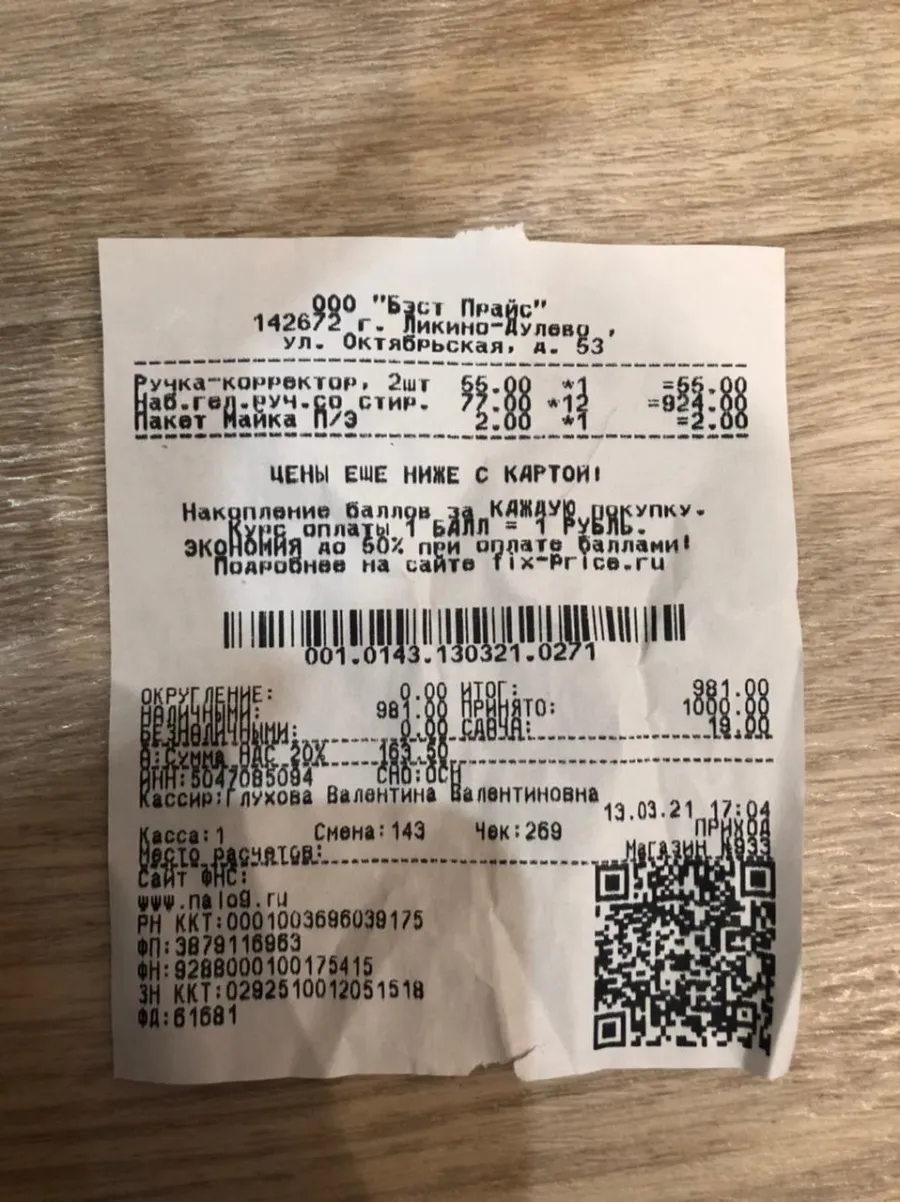 ООО "Бэст Прайс"
142672 г. Ликино-Дулево ,
ул. Октябрьская, д. 53
Ручка-корректор, 2шт 55.00 *1 =55.00
Наб.гел.руч.со стир. 77.00 *12 =924.00
Пакет Майка П/Э 2.00 *1 =2.00
ЦЕНЫ ЕЩЕ НИЖЕ С КАРТОЙ!
Накопление баллов за КАЖДУЮ покупку.
Курс оплаты 1 БАЛЛ = 1 РУБЛЬ.
ЭКОНОМИЯ до 50% при оплате баллами!
Подробнее на сайте fix-price.ru
001.0143.130321.0271
ОКРУГЛЕНИЕ: 0.00 ИТОГ: 981.00
НАЛИЧНЫМИ: 981.00 ПРИНЯТО: 1000.00
БЕЗНАЛИЧНЫМИ: 0.00 СДАЧА: 19.00
А:Сумма НДС 20% 163.50
ИНН:5047085094 СНО:ОСН
Кассир:Глухова Валентина Валентиновна
13.03.21 17:04
ПРИХОД
Касса:1 Смена:143 Чек:269
Магазин №933
Место расчетов:
Сайт ФНС:
www.nalog.ru
РН ККТ:0001003696039175
ФП:3879116963
ФН:9288000100175415
ЗН ККТ:0292510012051518
ФД:61681